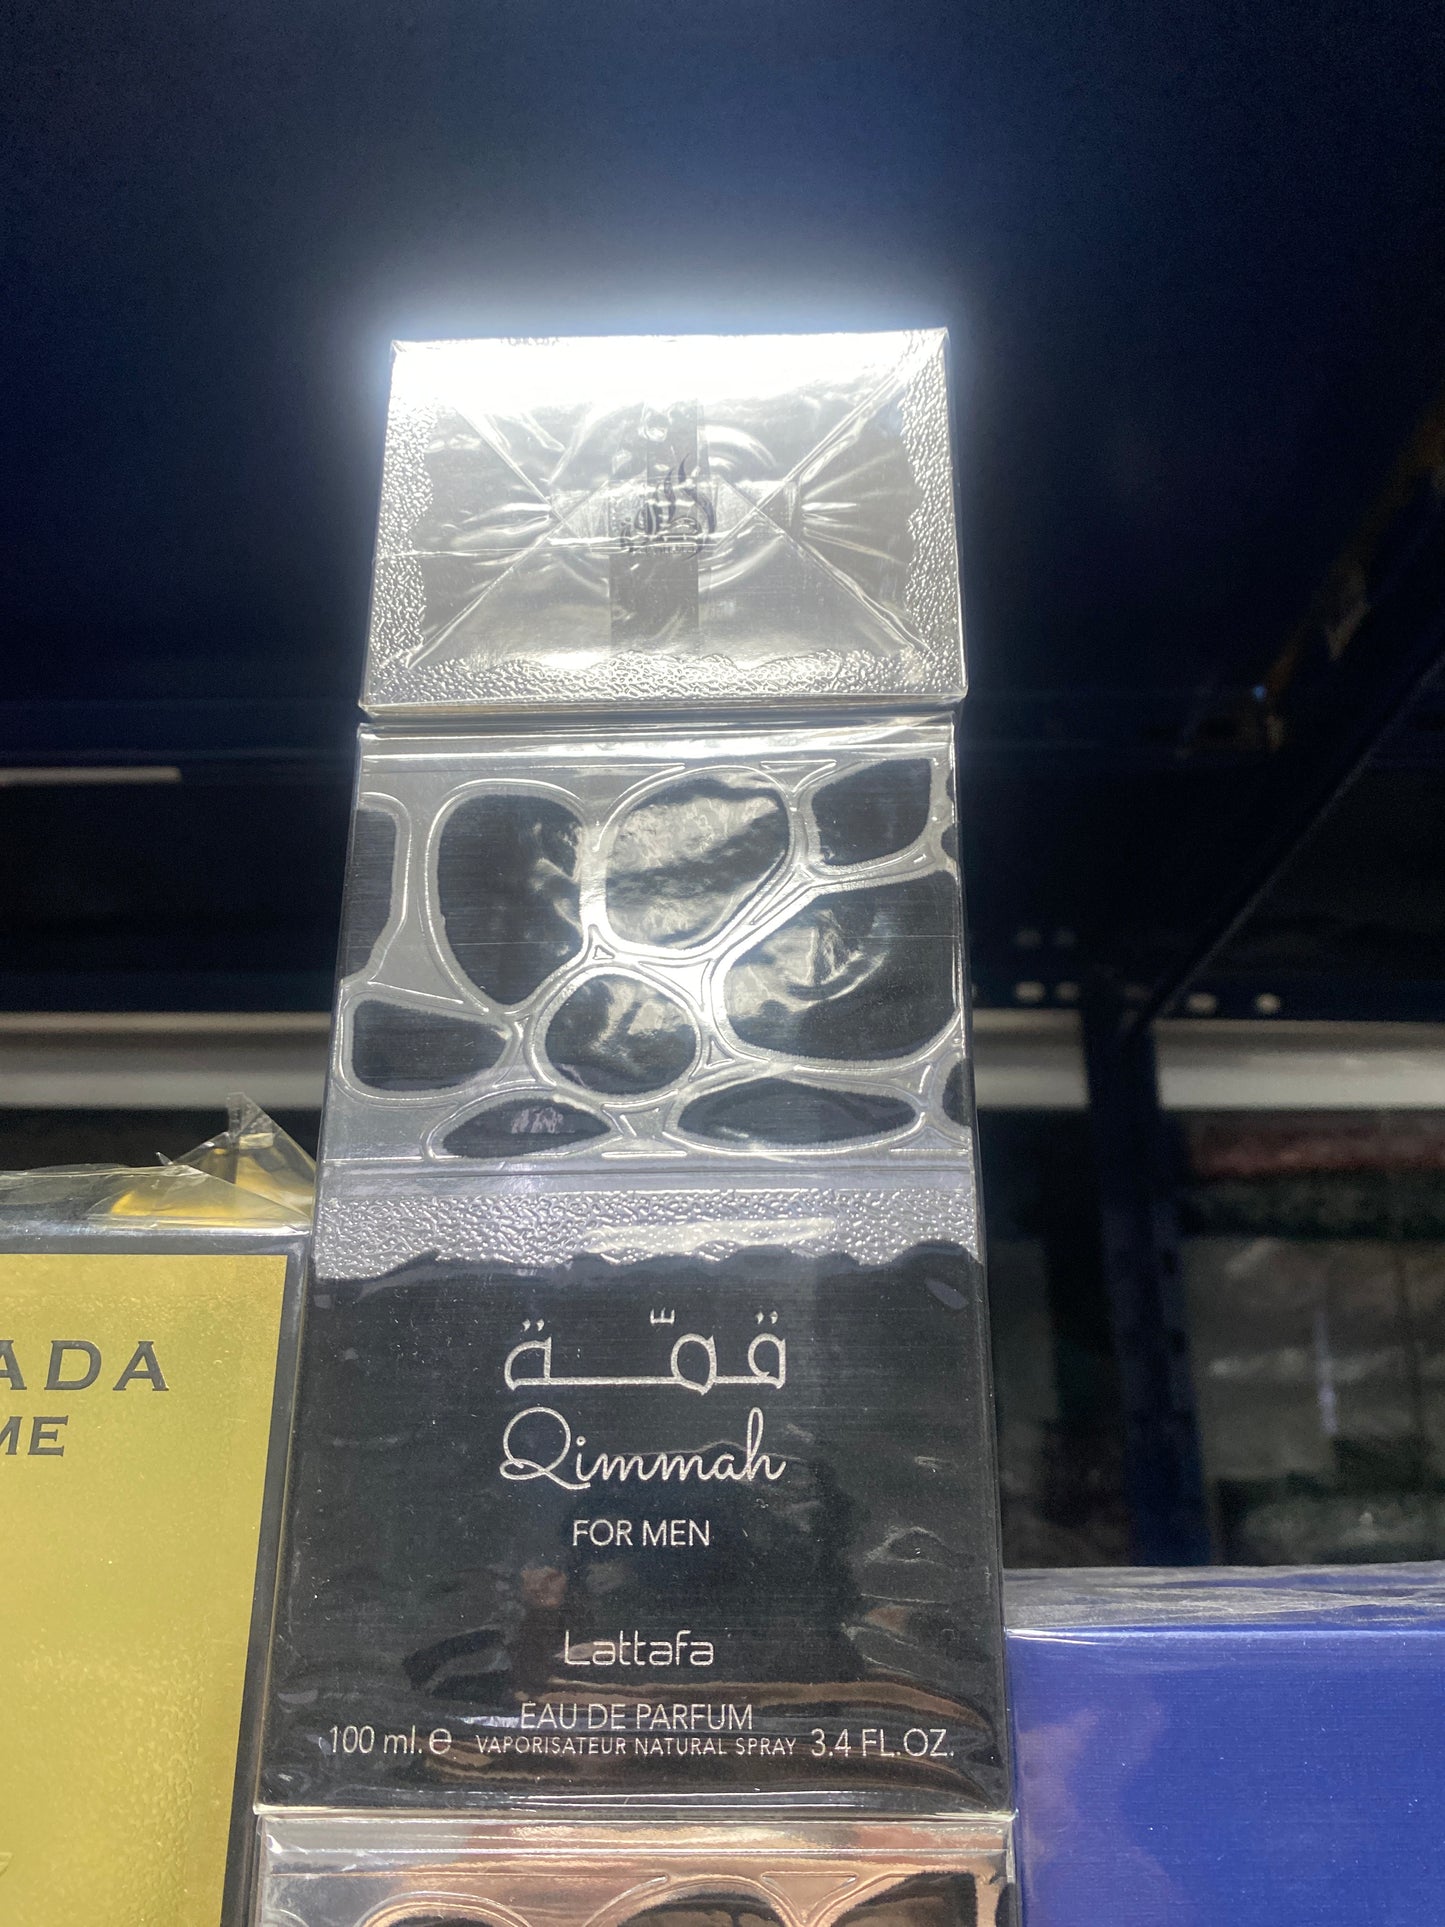 ADA
ME
قمّة
Qimmah
FOR MEN
Lattafa
EAU DE PARFUM
100 ml. ℮ VAPORISATEUR NATURAL SPRAY 3.4 FL.OZ.